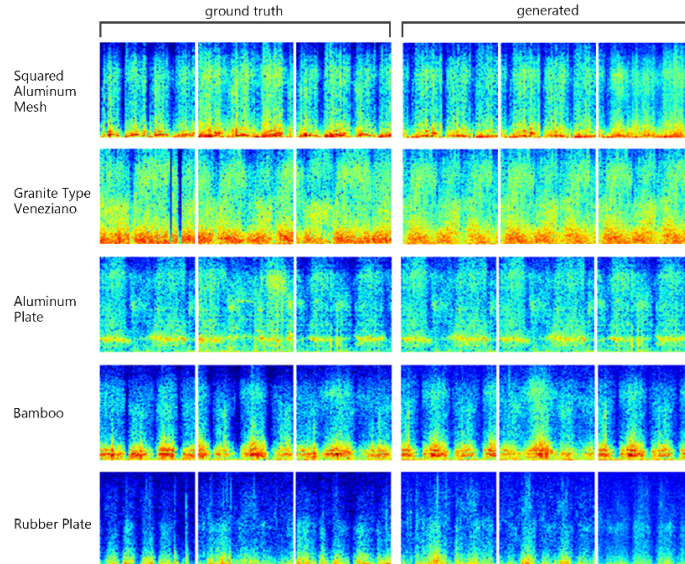 ground truth
generated
Squared
Aluminum
Mesh
Granite Type
Veneziano
Aluminum
Plate
Bamboo
Rubber Plate